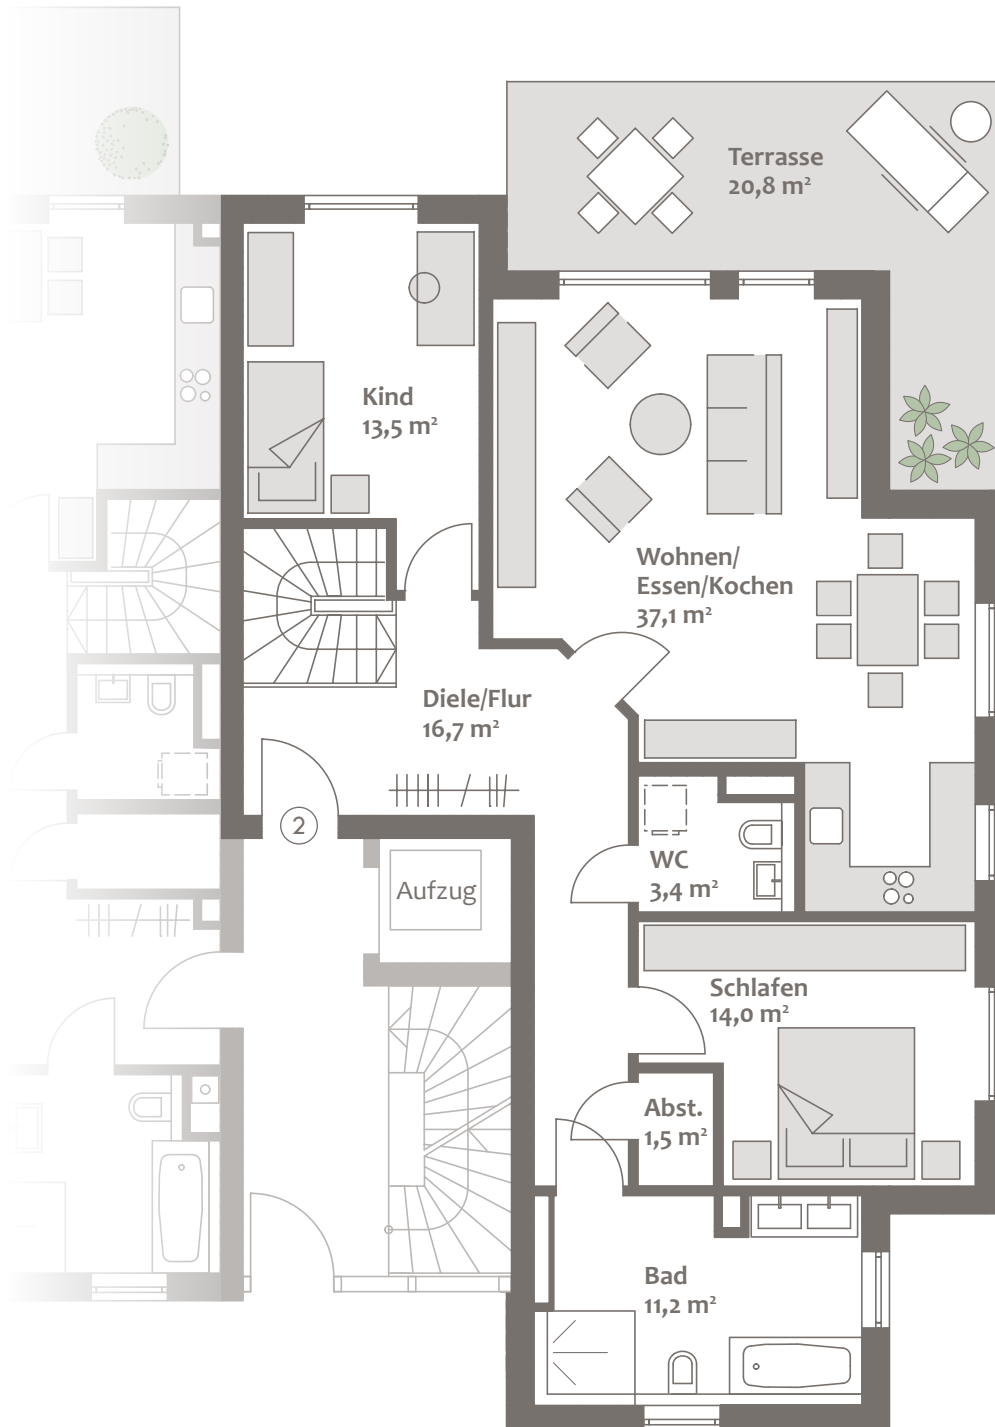 Terrasse
20,8 m²
Kind
13,5 m²
Wohnen/
Essen/Kochen
37,1 m²
Diele/Flur
16,7 m²
2
WC
3,4 m²
Aufzug
Schlafen
14,0 m²
Abst.
1,5 m²
Bad
11,2 m²